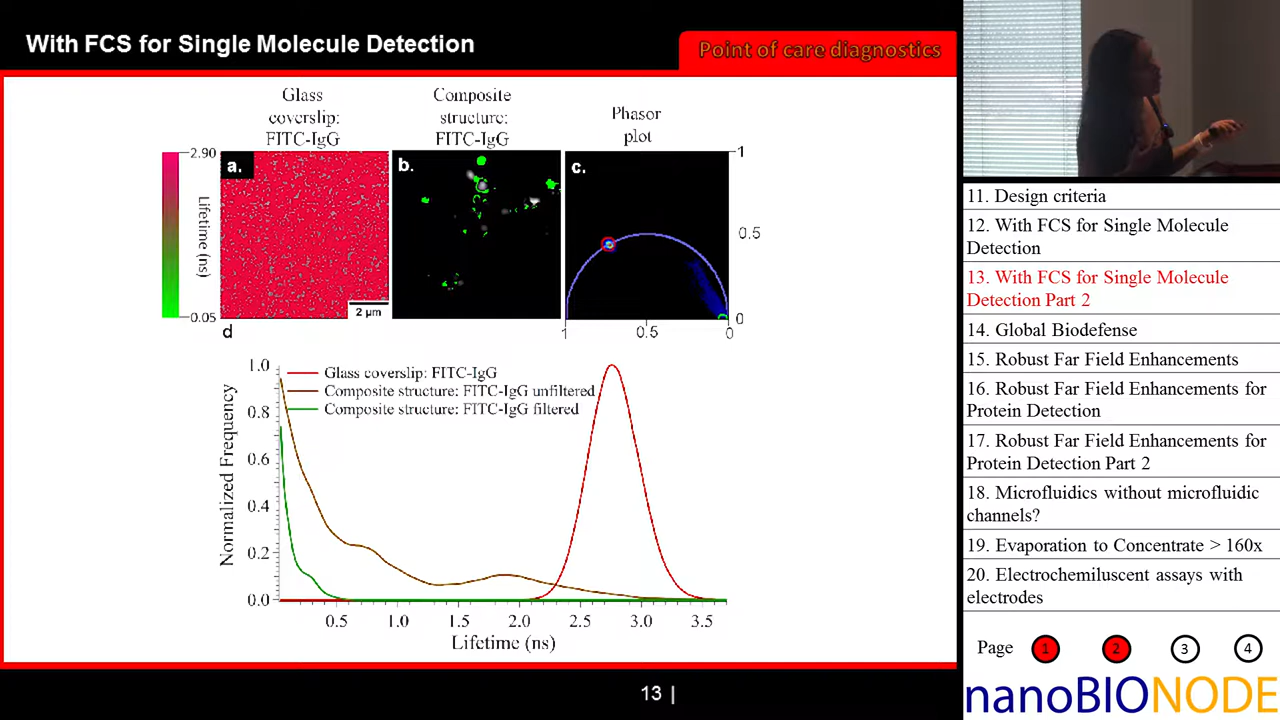 With FCS for Single Molecule Detection
Point of care diagnostics
Glass
coverslip:
FITC-IgG
Composite
structure:
FITC-IgG
Phasor
plot
2.90
Lifetime (ns)
0.05
a.
2 μm
b.
c.
1
0.5
0
1
0.5
0
d
1.0
0.8
0.6
0.4
0.2
0.0
Normalized Frequency
Glass coverslip: FITC-IgG
Composite structure: FITC-IgG unfiltered
Composite structure: FITC-IgG filtered
0.5 1.0 1.5 2.0 2.5 3.0 3.5
Lifetime (ns)
13 |
11. Design criteria
12. With FCS for Single Molecule
Detection
13. With FCS for Single Molecule
Detection Part 2
14. Global Biodefense
15. Robust Far Field Enhancements
16. Robust Far Field Enhancements for
Protein Detection
17. Robust Far Field Enhancements for
Protein Detection Part 2
18. Microfluidics without microfluidic
channels?
19. Evaporation to Concentrate > 160x
20. Electrochemiluscent assays with
electrodes
Page 1 2 3 4
nanoBIONODE